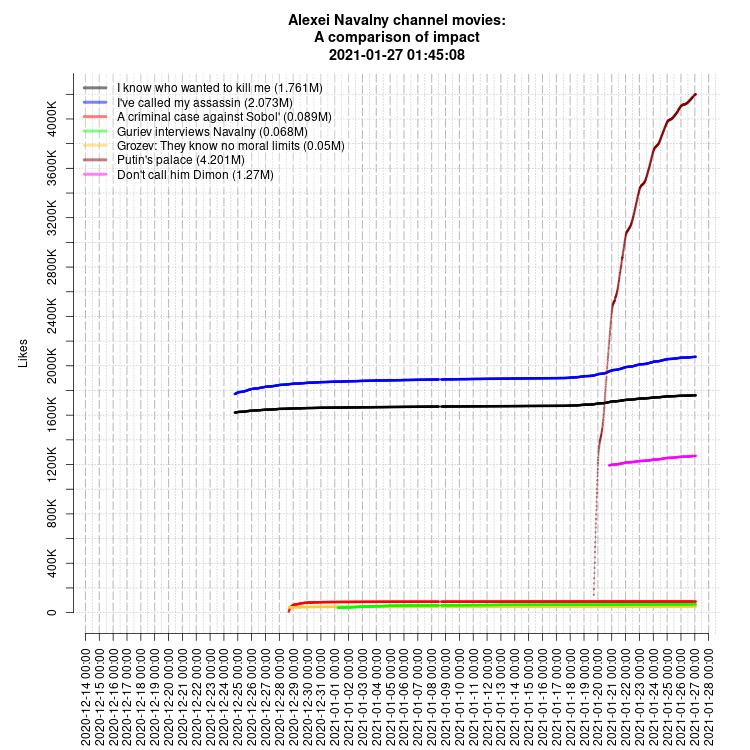 Alexei Navalny channel movies:
A comparison of impact
2021-01-27 01:45:08
I know who wanted to kill me (1.761M)
I've called my assassin (2.073M)
A criminal case against Sobol' (0.089M)
Guriev interviews Navalny (0.068M)
Grozev: They know no moral limits (0.05M)
Putin's palace (4.201M)
Don't call him Dimon (1.27M)
Likes
4000K
3600K
3200K
2800K
2400K
2000K
1600K
1200K
800K
400K
0
2020-12-14 00:00
2020-12-15 00:00
2020-12-16 00:00
2020-12-17 00:00
2020-12-18 00:00
2020-12-19 00:00
2020-12-20 00:00
2020-12-22 00:00
2020-12-23 00:00
2020-12-24 00:00
2020-12-25 00:00
2020-12-26 00:00
2020-12-27 00:00
2020-12-28 00:00
2020-12-29 00:00
2020-12-30 00:00
2020-12-31 00:00
2021-01-01 00:00
2021-01-02 00:00
2021-01-03 00:00
2021-01-04 00:00
2021-01-05 00:00
2021-01-06 00:00
2021-01-07 00:00
2021-01-08 00:00
2021-01-09 00:00
2021-01-10 00:00
2021-01-11 00:00
2021-01-12 00:00
2021-01-13 00:00
2021-01-14 00:00
2021-01-15 00:00
2021-01-16 00:00
2021-01-17 00:00
2021-01-18 00:00
2021-01-19 00:00
2021-01-20 00:00
2021-01-21 00:00
2021-01-22 00:00
2021-01-23 00:00
2021-01-24 00:00
2021-01-25 00:00
2021-01-26 00:00
2021-01-27 00:00
2021-01-28 00:00